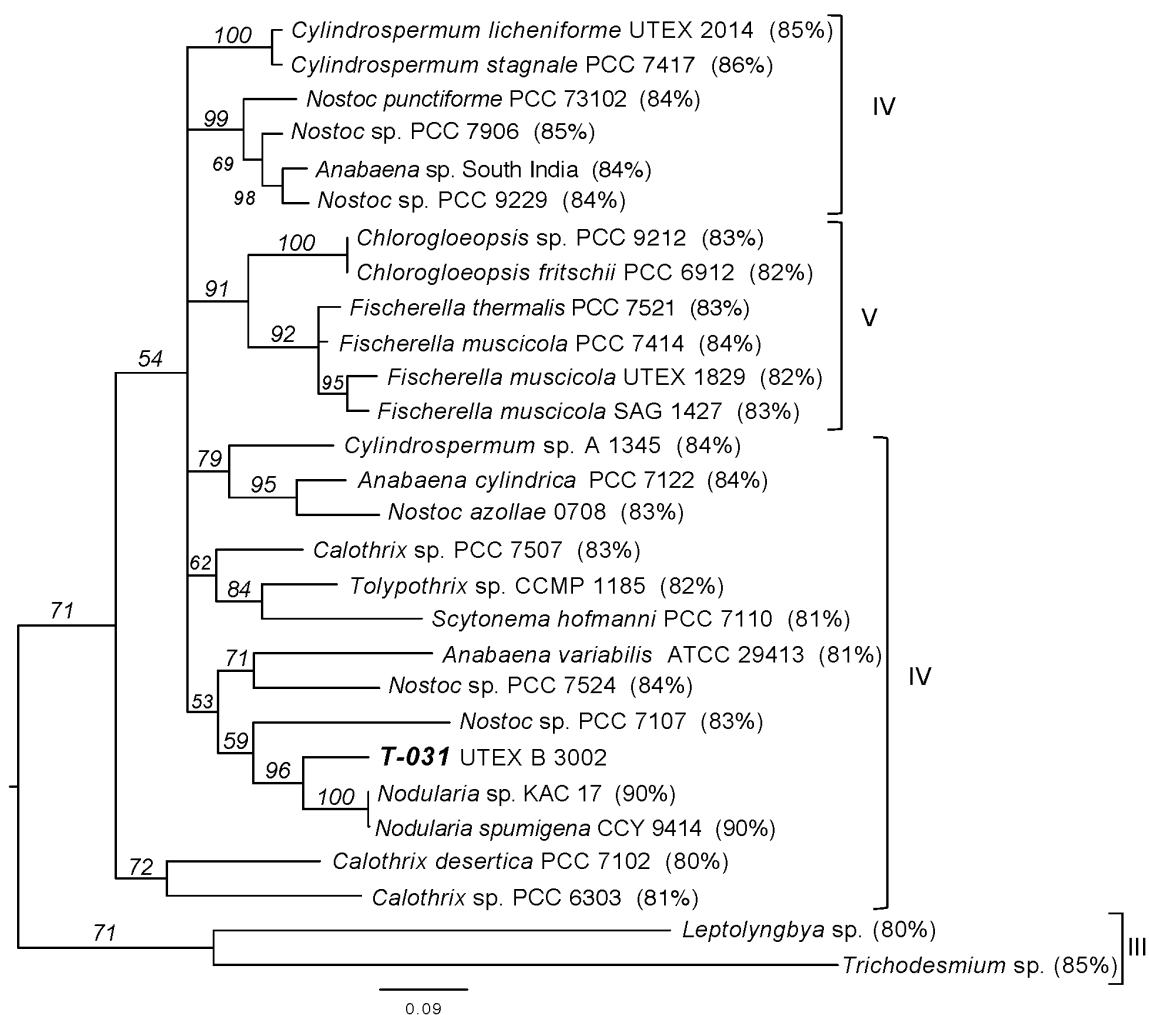 100
Cylindrospermum licheniforme UTEX 2014 (85%)
Cylindrospermum stagnale PCC 7417 (86%)
99
Nostoc punctiforme PCC 73102 (84%)
IV
Nostoc sp. PCC 7906 (85%)
69
Anabaena sp. South India (84%)
98
Nostoc sp. PCC 9229 (84%)
100
Chlorogloeopsis sp. PCC 9212 (83%)
Chlorogloeopsis fritschii PCC 6912 (82%)
91
Fischerella thermalis PCC 7521 (83%)
V
92
Fischerella muscicola PCC 7414 (84%)
54
95
Fischerella muscicola UTEX 1829 (82%)
Fischerella muscicola SAG 1427 (83%)
79
Cylindrospermum sp. A 1345 (84%)
95
Anabaena cylindrica PCC 7122 (84%)
Nostoc azollae 0708 (83%)
62
Calothrix sp. PCC 7507 (83%)
84
Tolypothrix sp. CCMP 1185 (82%)
71
Scytonema hofmanni PCC 7110 (81%)
71
Anabaena variabilis ATCC 29413 (81%)
IV
53
Nostoc sp. PCC 7524 (84%)
59
Nostoc sp. PCC 7107 (83%)
96
T-031 UTEX B 3002
100
Nodularia sp. KAC 17 (90%)
Nodularia spumigena CCY 9414 (90%)
72
Calothrix desertica PCC 7102 (80%)
Calothrix sp. PCC 6303 (81%)
71
Leptolyngbya sp. (80%)
III
Trichodesmium sp. (85%)
0.09